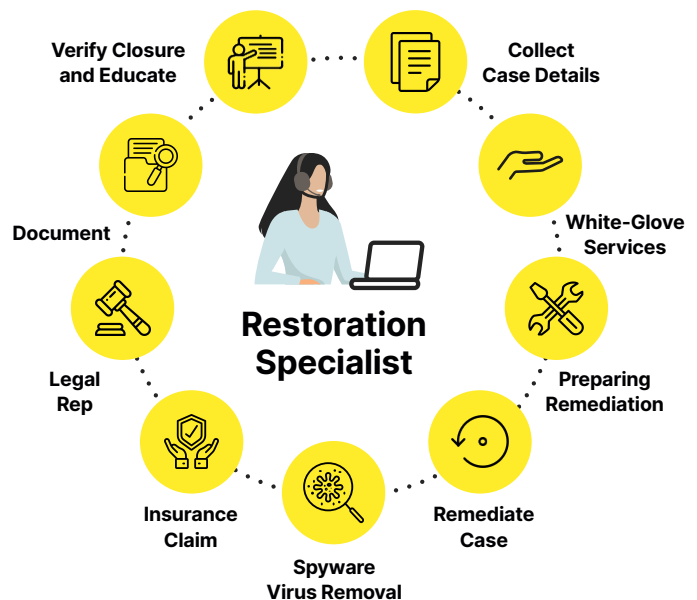 Verify Closure
and Educate
Collect
Case Details
Document
White-Glove
Services
Restoration
Specialist
Legal
Rep
Preparing
Remediation
Insurance
Claim
Remediate
Case
Spyware
Virus Removal